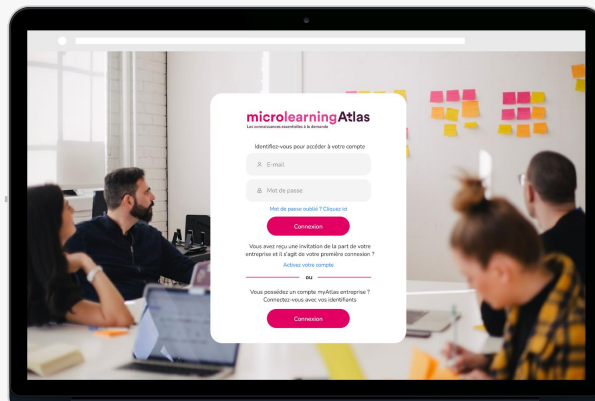 microlearningAtlas
Les connaissances essentielles à la demande
Identifiez-vous pour accéder à votre compte
E-mail
Mot de passe
Mot de passe oublié ? Cliquez ici
Connexion
Vous avez reçu une invitation de la part de votre
entreprise et il s'agit de votre première connexion ?
Activez votre compte
ou
Vous possédez un compte myAtlas entreprise ?
Connectez-vous avec vos identifiants
Connexion